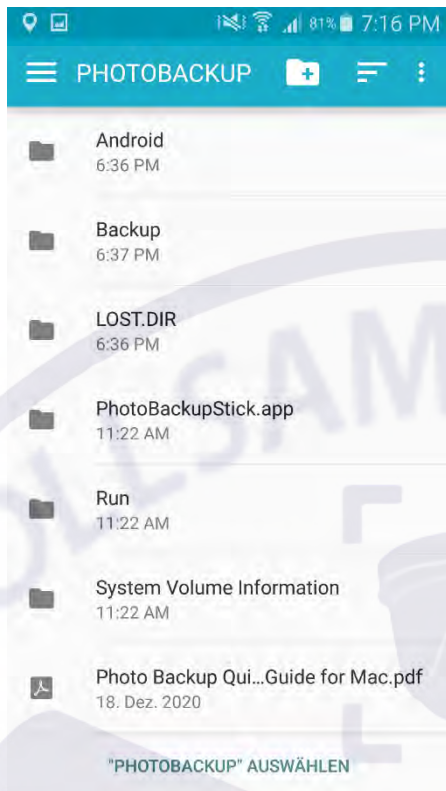 81% 7:16 PM
PHOTOBACKUP
Android
6:36 PM
Backup
6:37 PM
LOST.DIR
6:36 PM
PhotoBackupStick.app
11:22 AM
Run
11:22 AM
System Volume Information
11:22 AM
Photo Backup Qui...Guide for Mac.pdf
18. Dez. 2020
"PHOTOBACKUP" AUSWÄHLEN
OLLSAM